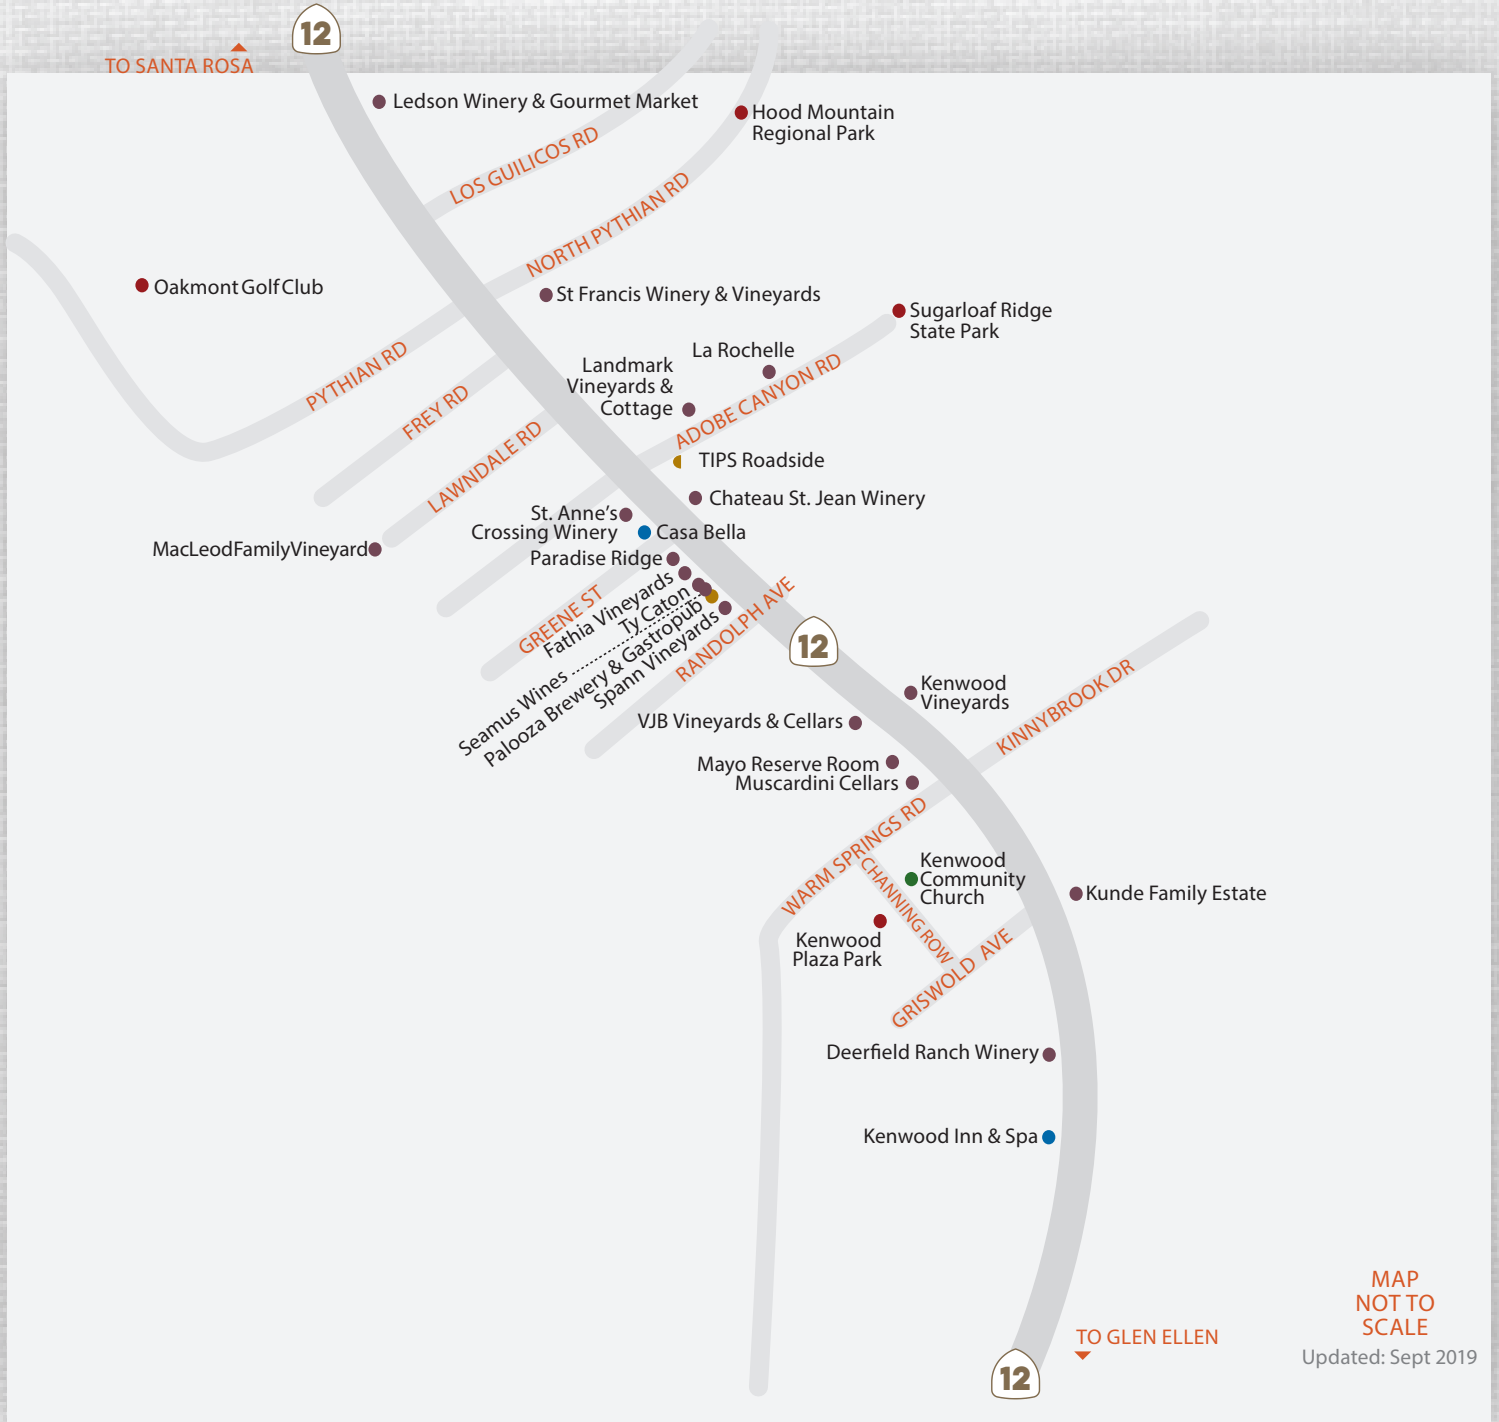 12
TO SANTA ROSA
Ledson Winery & Gourmet Market
Hood Mountain
Regional Park
LOS GUILICOS RD
NORTH PYTHIAN RD
Oakmont Golf Club
St Francis Winery & Vineyards
Sugarloaf Ridge
State Park
La Rochelle
Landmark
Vineyards &
Cottage
PYTHIAN RD
FREY RD
LAWNDALE RD
ADOBE CANYON RD
TIPS Roadside
Chateau St. Jean Winery
St. Anne's
Crossing Winery
Casa Bella
MacLeodFamilyVineyard
Paradise Ridge
Fathia Vineyards
Ty Caton
Seamus Wines
Palooza Brewery & Gastropub
Spann Vineyards
GREENE ST
RANDOLPH AVE
12
Kenwood
Vineyards
KINNYBROOK DR
VJB Vineyards & Cellars
Mayo Reserve Room
Muscardini Cellars
WARM SPRINGS RD
CHANNING ROW
Kenwood
Community
Church
Kunde Family Estate
Kenwood
Plaza Park
GRISWOLD AVE
Deerfield Ranch Winery
Kenwood Inn & Spa
MAP
NOT TO
SCALE
Updated: Sept 2019
TO GLEN ELLEN
12